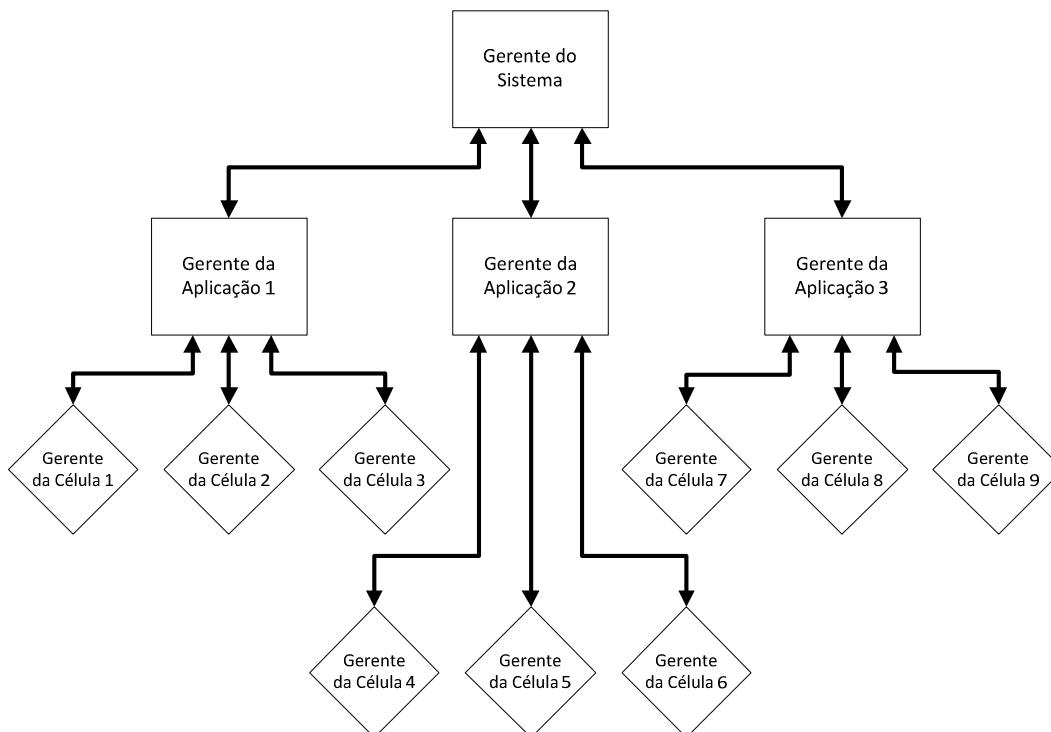 Gerente do
Sistema
Gerente da
Aplicação 1
Gerente da
Aplicação 2
Gerente da
Aplicação 3
Gerente
da Célula 1
Gerente
da Célula 2
Gerente
da Célula 3
Gerente
da Célula 7
Gerente
da Célula 8
Gerente
da Célula 9
Gerente
da Célula 4
Gerente
da Célula 5
Gerente
da Célula 6